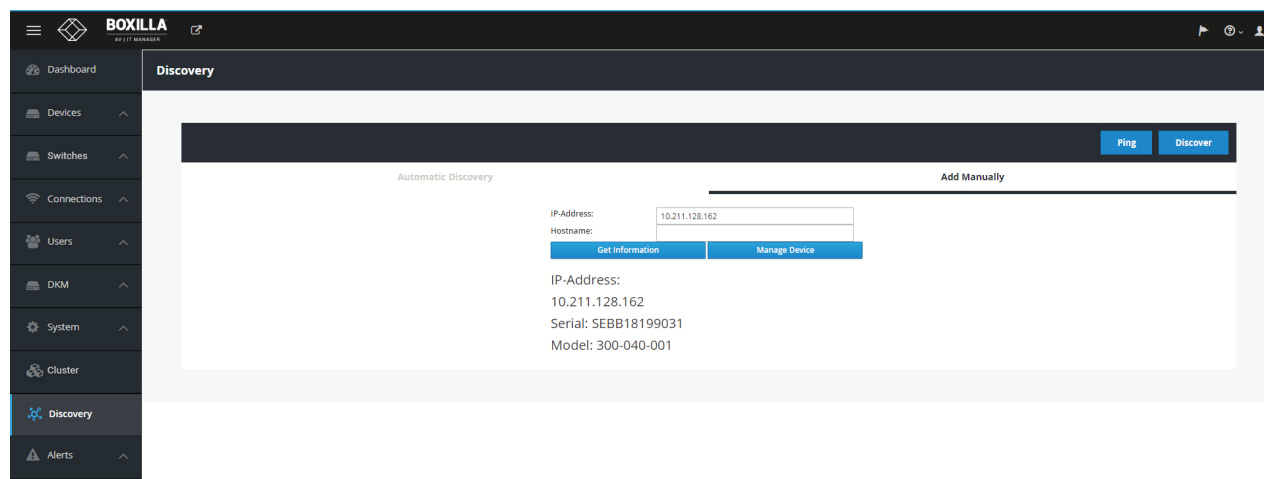 BOXILLA
AV | IT MANAGER
Dashboard
Discovery
Devices
Switches
Ping
Discover
Automatic Discovery
Add Manually
Connections
IP-Address:
10.211.128.162
Hostname:
Users
Get Information
Manage Device
DKM
IP-Address:
10.211.128.162
System
Serial: SEBB18199031
Model: 300-040-001
Cluster
Discovery
Alerts